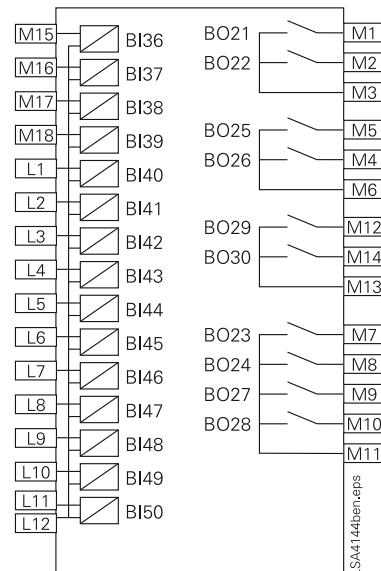 M15
M16
M17
M18
L1
L2
L3
L4
L5
L6
L7
L8
L9
L10
L11
L12
BI36
BI37
BI38
BI39
BI40
BI41
BI42
BI43
BI44
BI45
BI46
BI47
BI48
BI49
BI50
BO21
BO22
BO25
BO26
BO29
BO30
BO23
BO24
BO27
BO28
M1
M2
M3
M5
M4
M6
M12
M14
M13
M7
M8
M9
M10
M11
LSA4144ben.eps